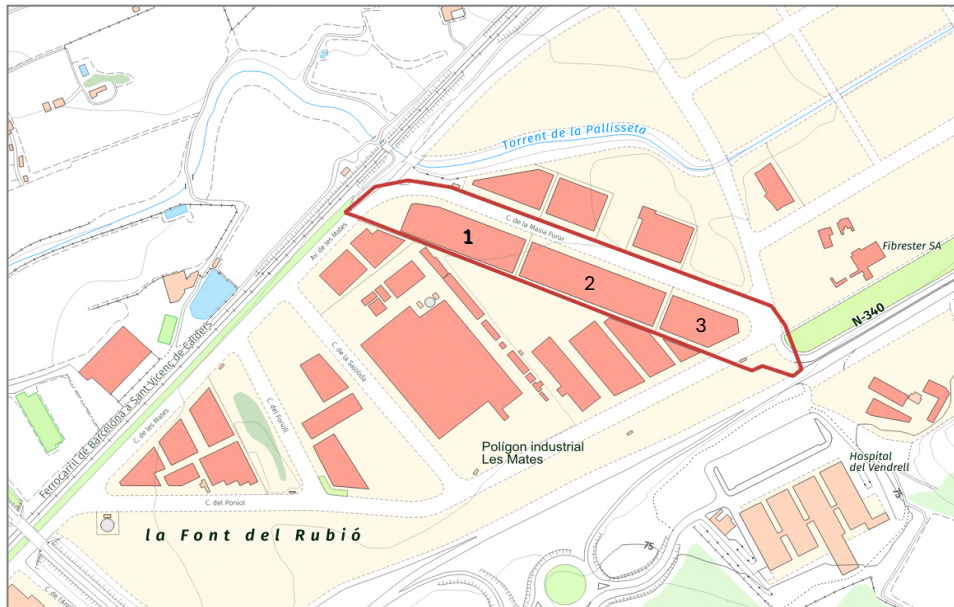 Torrent de la Pallisseta
C. de la Masia Furor
1
Av. de les Mates
2
Fibrester SA
3
N-340
Ferrocarril de Barcelona a Sant Vicenç de Calders
C. de la Sajolida
C. de les Mates
C. del Fonoll
Polígon industrial
Les Mates
Hospital
del Vendrell
75
75
C. del Poniol
la Font del Rubió